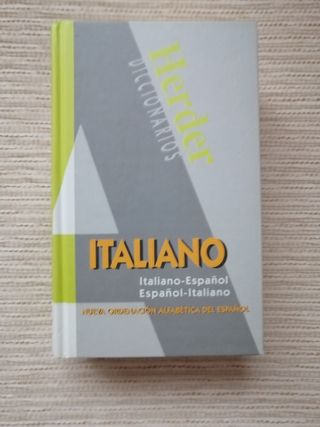 Herder
DICCIONARIOS
ITALIANO
Italiano-Español
Español-Italiano
NUEVA ORDENACIÓN ALFABÉTICA DEL ESPAÑOL